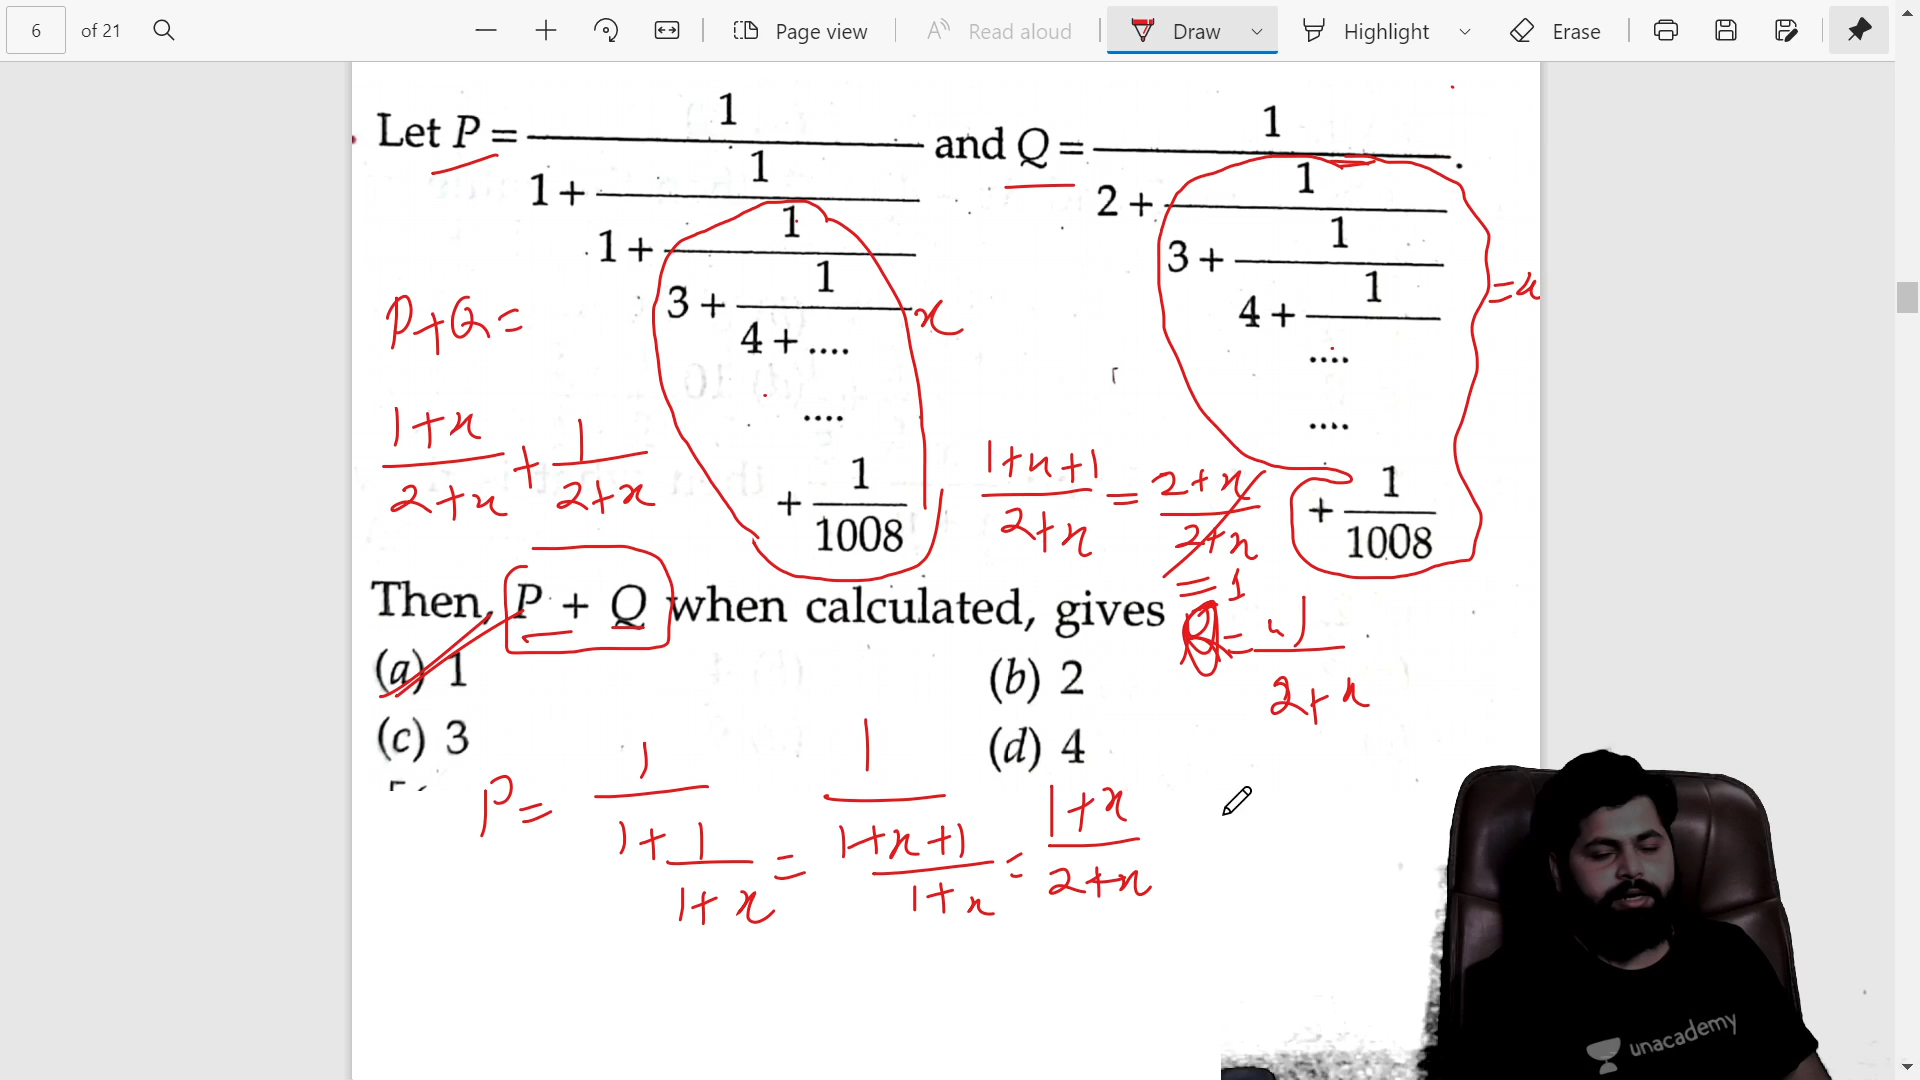 6 of 21 Page view Read aloud Draw Highlight Erase
Let P = 1 and Q = 1 .
1 + 1 2 + 1
1 + 1 3 + 1
3 + 1 4 + 1
4 + .... ....
.... ....
+ 1 + 1
1008 1008
x
= x
P+Q =
1+x + 1
2+x 2+x
1+x+1 = 2+x
2+x 2+x
= 1
Then, P + Q when calculated, gives
Q = 1
2+x
(a) 1 (b) 2
(c) 3 (d) 4
P = 1 1
1+1 = 1+x+1 = 1+x
1+x 1+x 2+x
unacademy